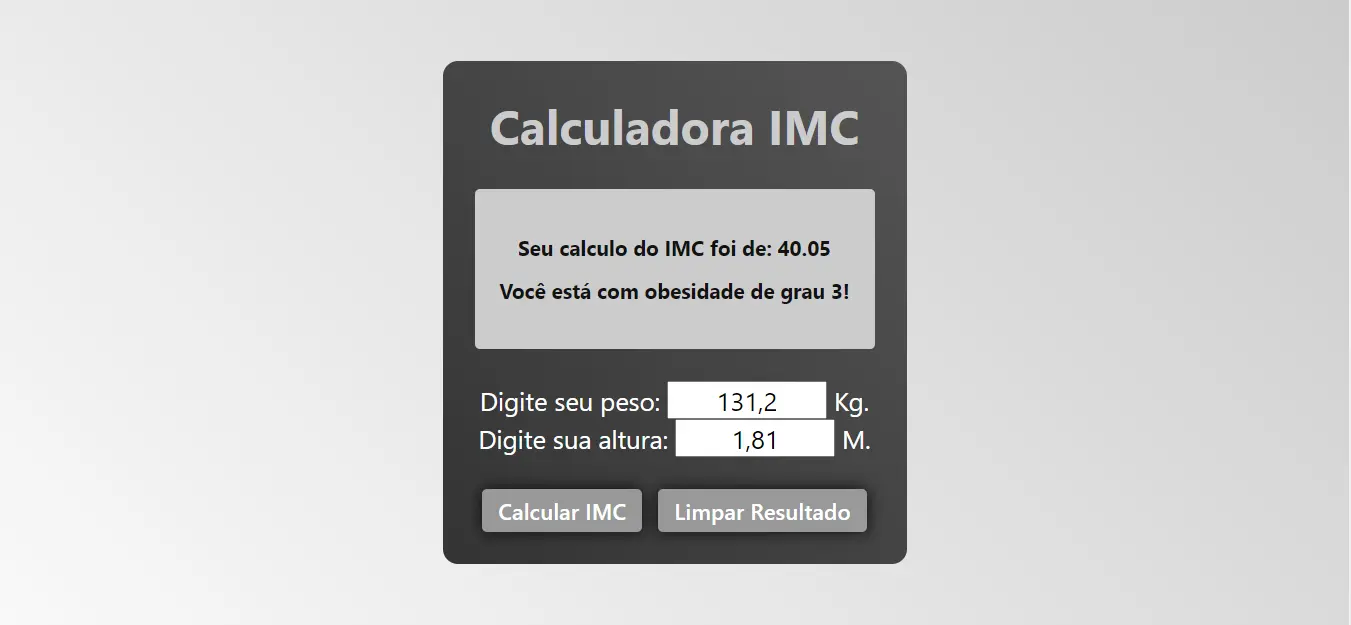 Calculadora IMC
Seu calculo do IMC foi de: 40.05
Você está com obesidade de grau 3!
Digite seu peso: 131,2 Kg.
Digite sua altura: 1,81 M.
Calcular IMC Limpar Resultado